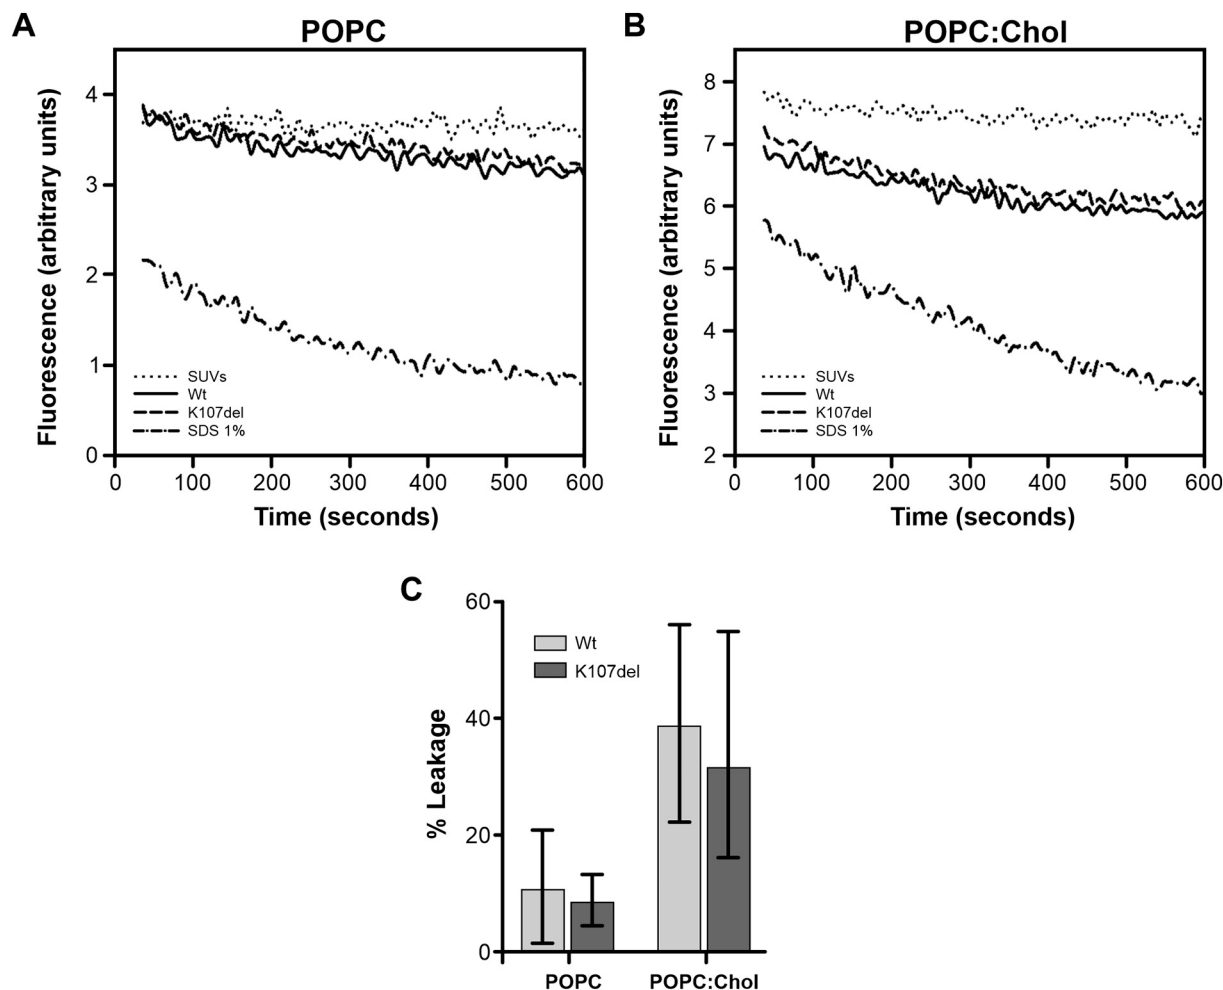 A
POPC
Fluorescence (arbitrary units)
4
3
2
1
0
SUVs
Wt
K107del
SDS 1%
0 100 200 300 400 500 600
Time (seconds)
B
POPC:Chol
Fluorescence (arbitrary units)
8
7
6
5
4
3
2
SUVs
Wt
K107del
SDS 1%
0 100 200 300 400 500 600
Time (seconds)
C
% Leakage
60
40
20
0
Wt
K107del
POPC POPC:Chol